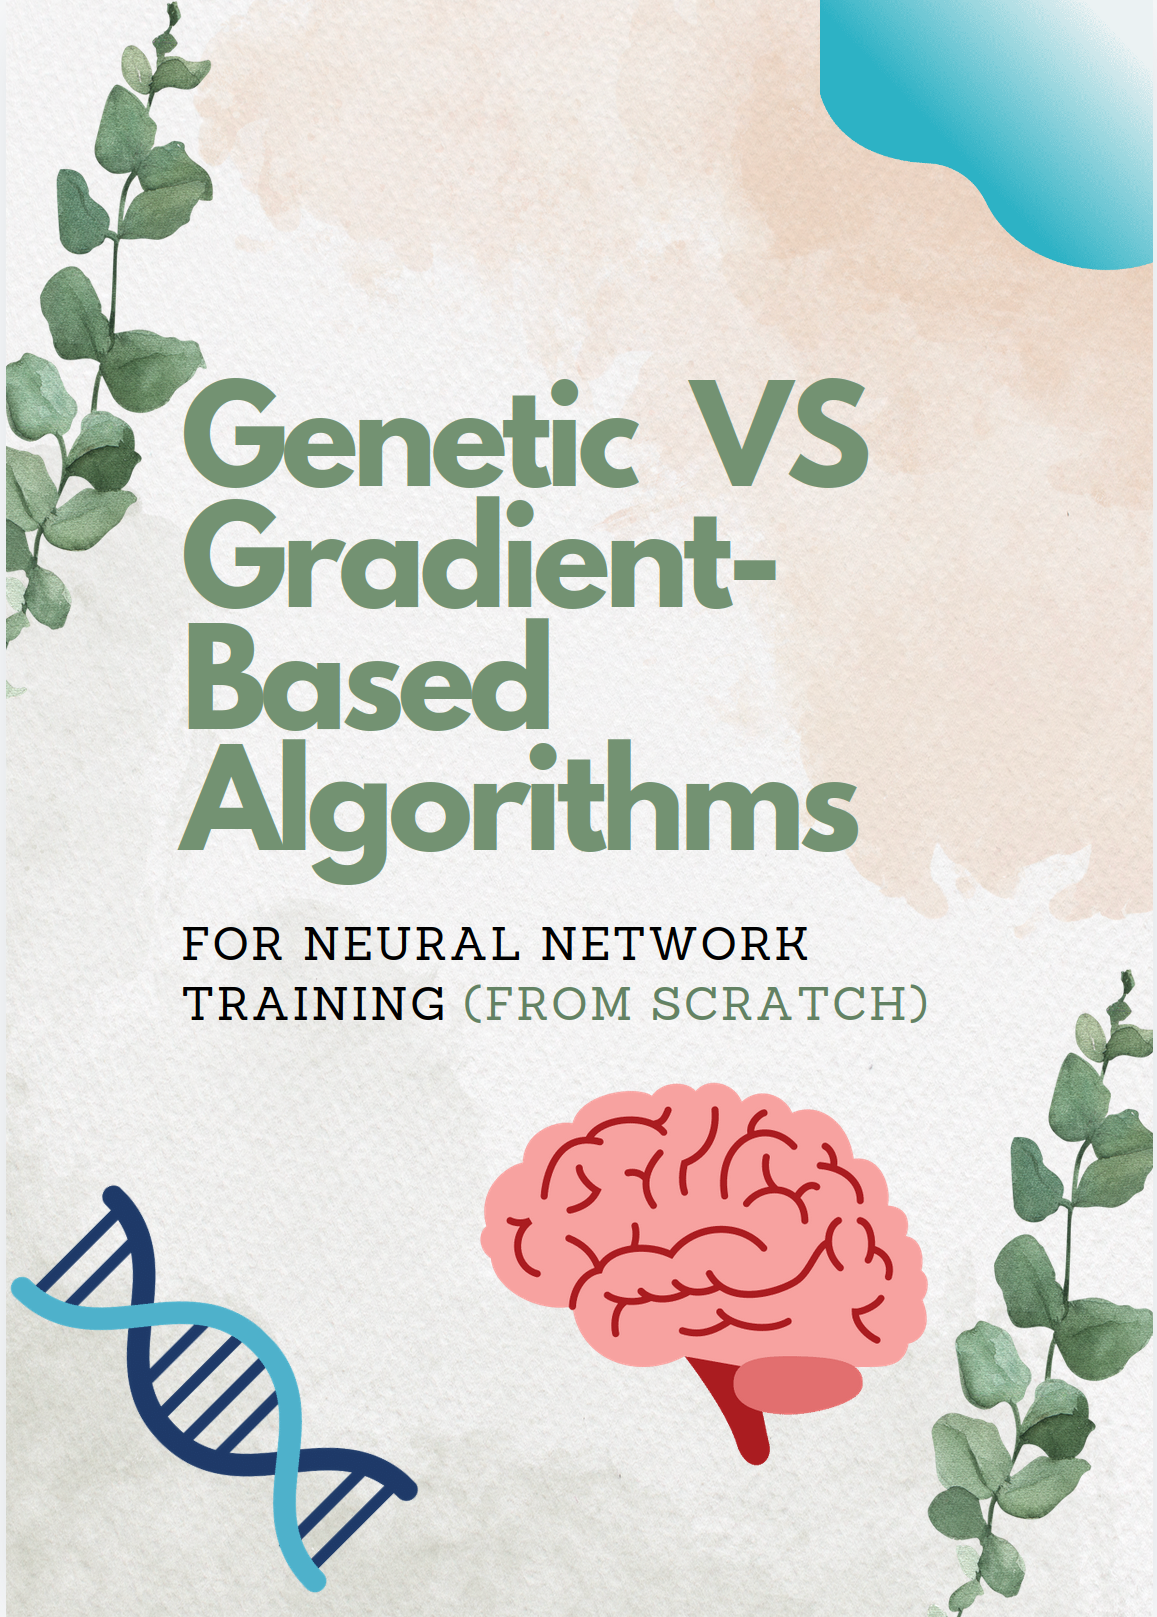 Genetic VS
Gradient-
Based
Algorithms
FOR NEURAL NETWORK
TRAINING (FROM SCRATCH)